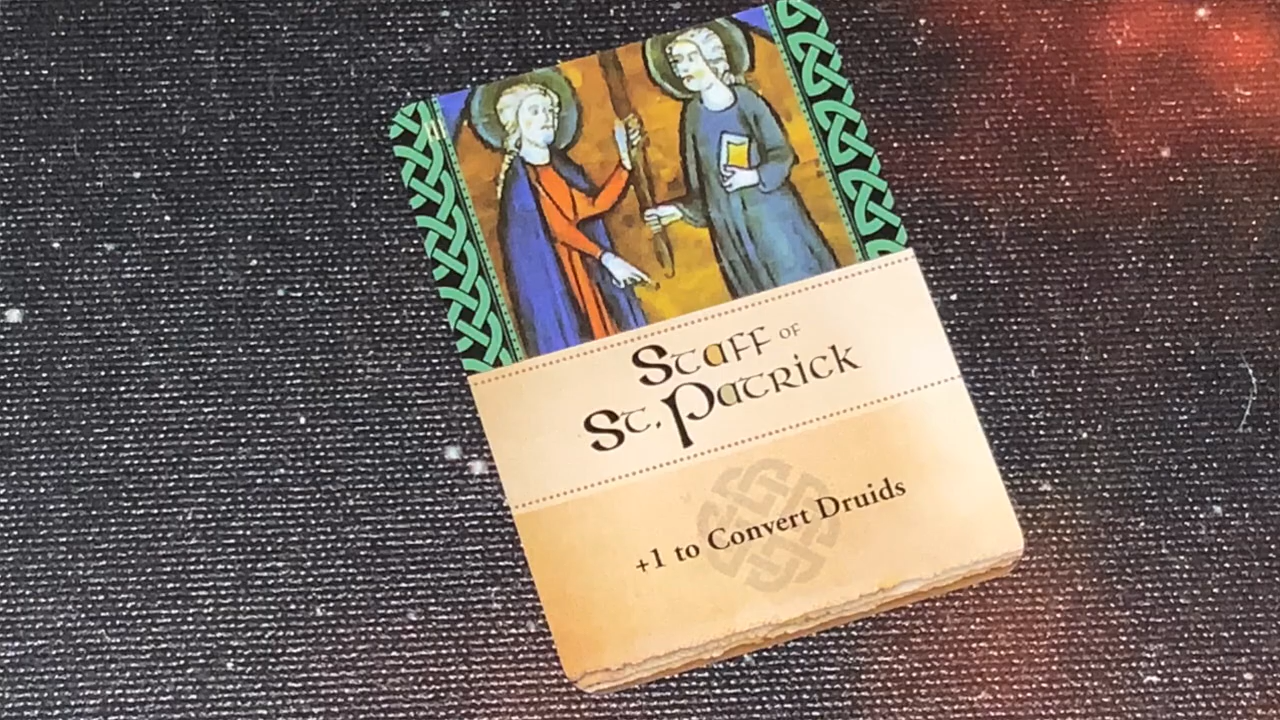 Staff of
St. Patrick
+1 to Convert Druids